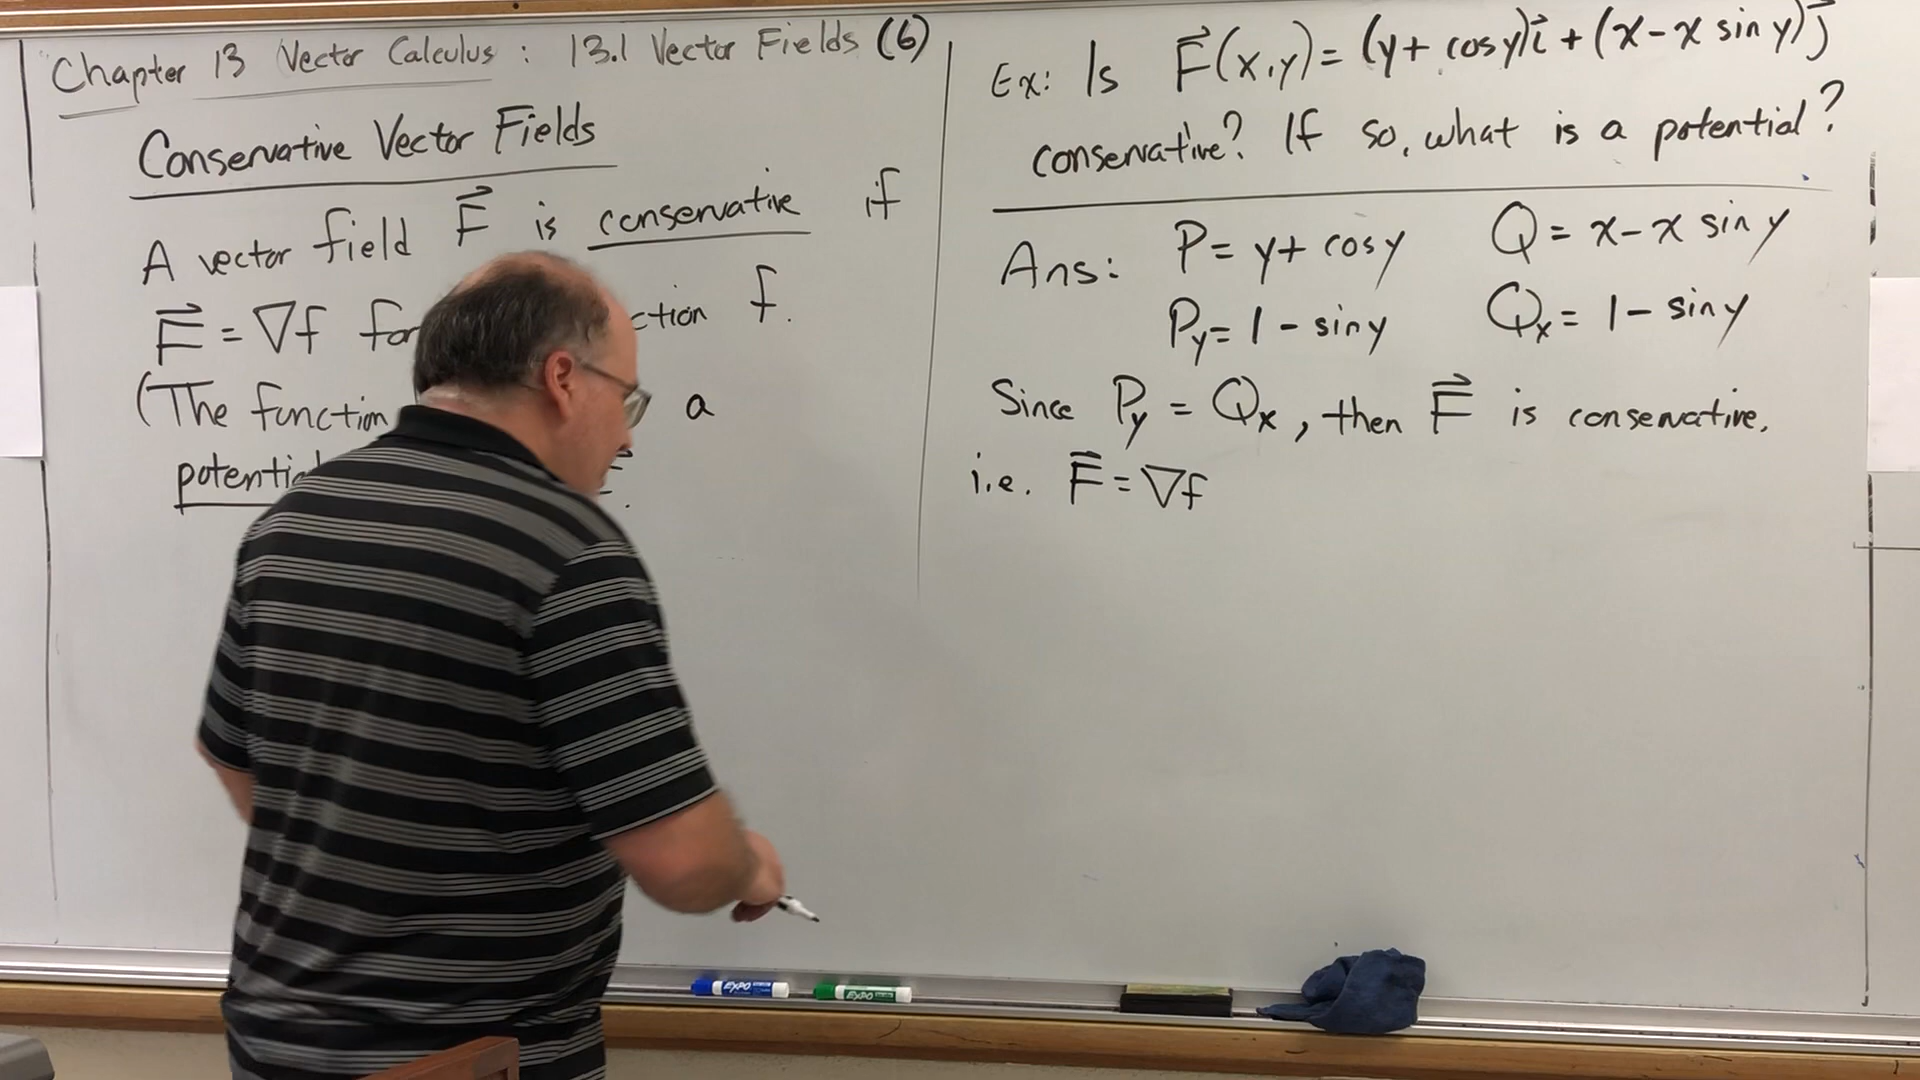 Chapter 13 Vector Calculus: 13.1 Vector Fields (6)
Conservative Vector Fields
A vector field F⃗ is conservative if
F⃗ = ∇f for ction f.
(The function a
potentia
Ex: Is F⃗(x,y) = (y + cos y)i⃗ + (x - x sin y)j⃗
conservative? If so, what is a potential?
Ans: P = y + cos y Q = x - x sin y
Py = 1 - sin y Qx = 1 - sin y
Since Py = Qx, then F⃗ is conservative.
i.e. F⃗ = ∇f
EXPO
EXPO